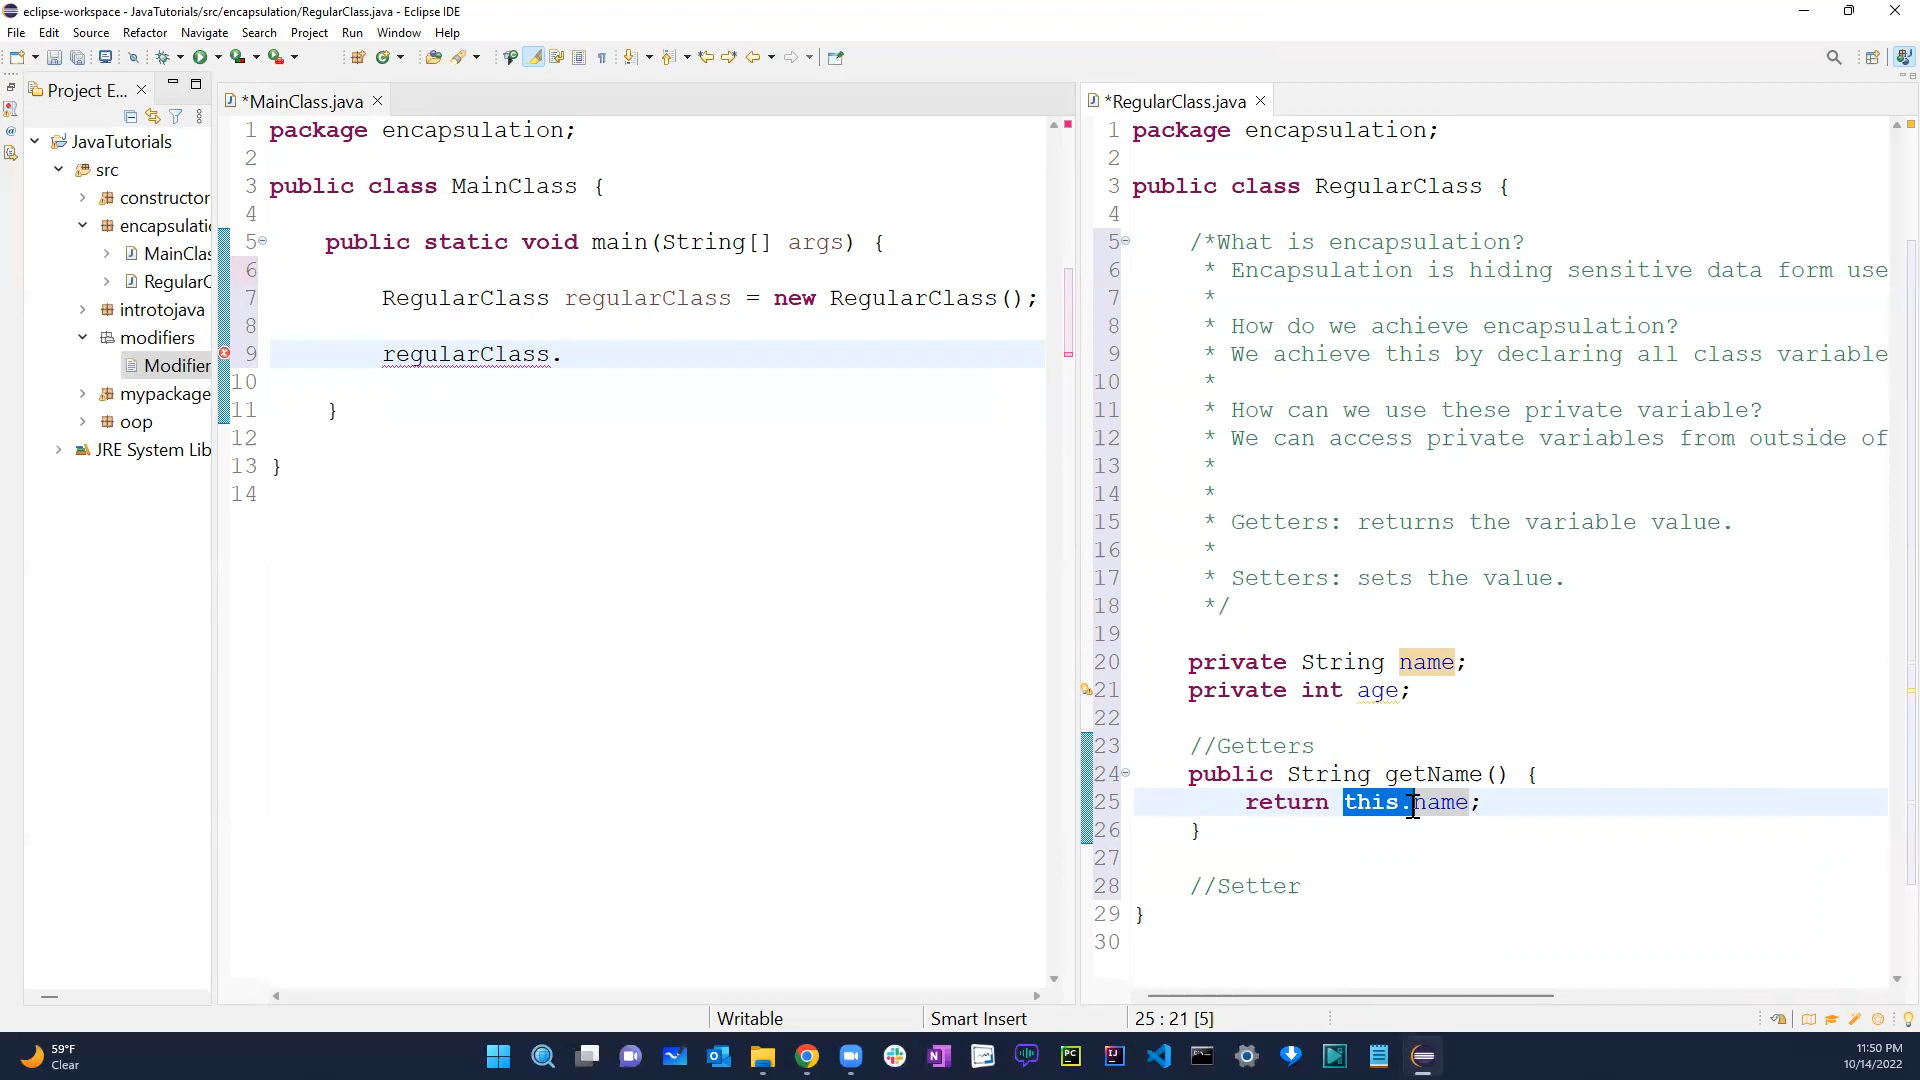 eclipse-workspace - JavaTutorials/src/encapsulation/RegularClass.java - Eclipse IDE
File Edit Source Refactor Navigate Search Project Run Window Help
Project E...
JavaTutorials
src
constructor
encapsulatio
MainClas
RegularC
introtojava
modifiers
Modifier
mypackage
oop
JRE System Lib
*MainClass.java
1 package encapsulation;
2
3 public class MainClass {
4
5 public static void main(String[] args) {
6
7 RegularClass regularClass = new RegularClass();
8
9 regularClass.
10
11 }
12
13 }
14
*RegularClass.java
1 package encapsulation;
2
3 public class RegularClass {
4
5 /*What is encapsulation?
6 * Encapsulation is hiding sensitive data form use
7 *
8 * How do we achieve encapsulation?
9 * We achieve this by declaring all class variable
10 *
11 * How can we use these private variable?
12 * We can access private variables from outside of
13 *
14 *
15 * Getters: returns the variable value.
16 *
17 * Setters: sets the value.
18 */
19
20 private String name;
21 private int age;
22
23 //Getters
24 public String getName() {
25 return this.name;
26 }
27
28 //Setter
29 }
30
Writable Smart Insert 25 : 21 [5]
59°F
Clear
11:50 PM
10/14/2022